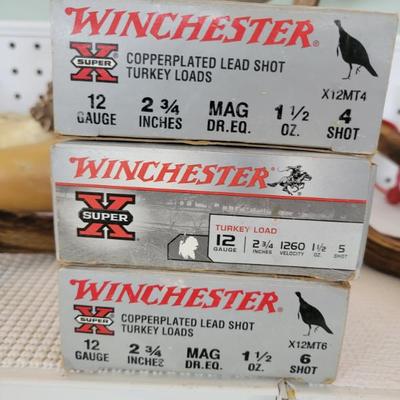 WINCHESTER®
SUPER X
COPPERPLATED LEAD SHOT
TURKEY LOADS
X12MT4
12 2 3/4 MAG 1 1/2 4
GAUGE INCHES DR.EQ. OZ. SHOT
WINCHESTER
X SUPER
TURKEY LOAD
12 2 3/4 1260 1 1/2 5
GAUGE INCHES VELOCITY OZ. SHOT
WINCHESTER
SUPER X
COPPERPLATED LEAD SHOT
TURKEY LOADS
X12MT6
12 2 3/4 MAG 1 1/2 6
GAUGE INCHES DR.EQ. OZ. SHOT